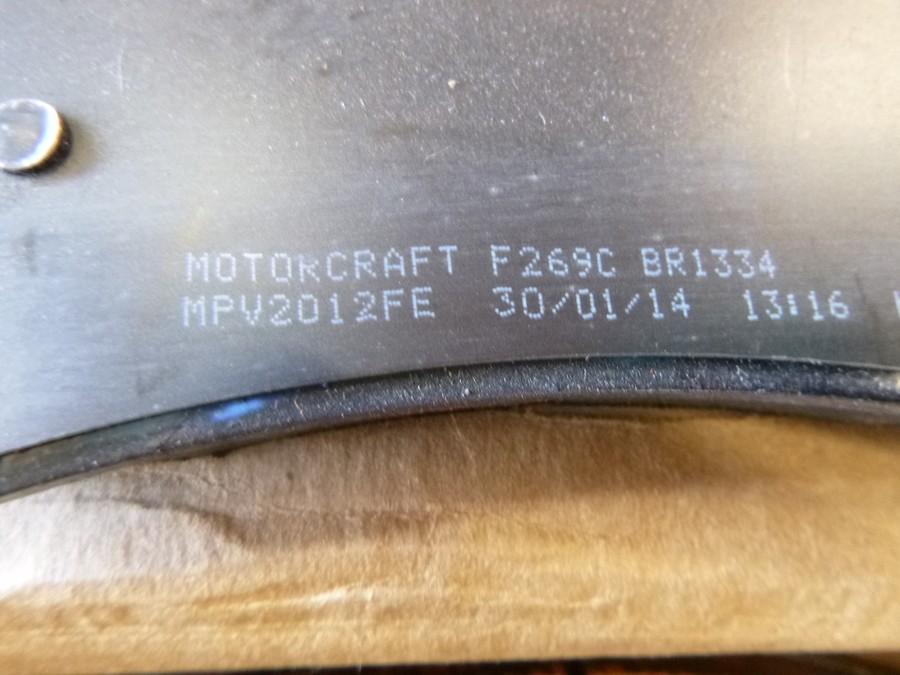 MOTORCRAFT F269C BR1334
MPV2012FE 30/01/14 13:16